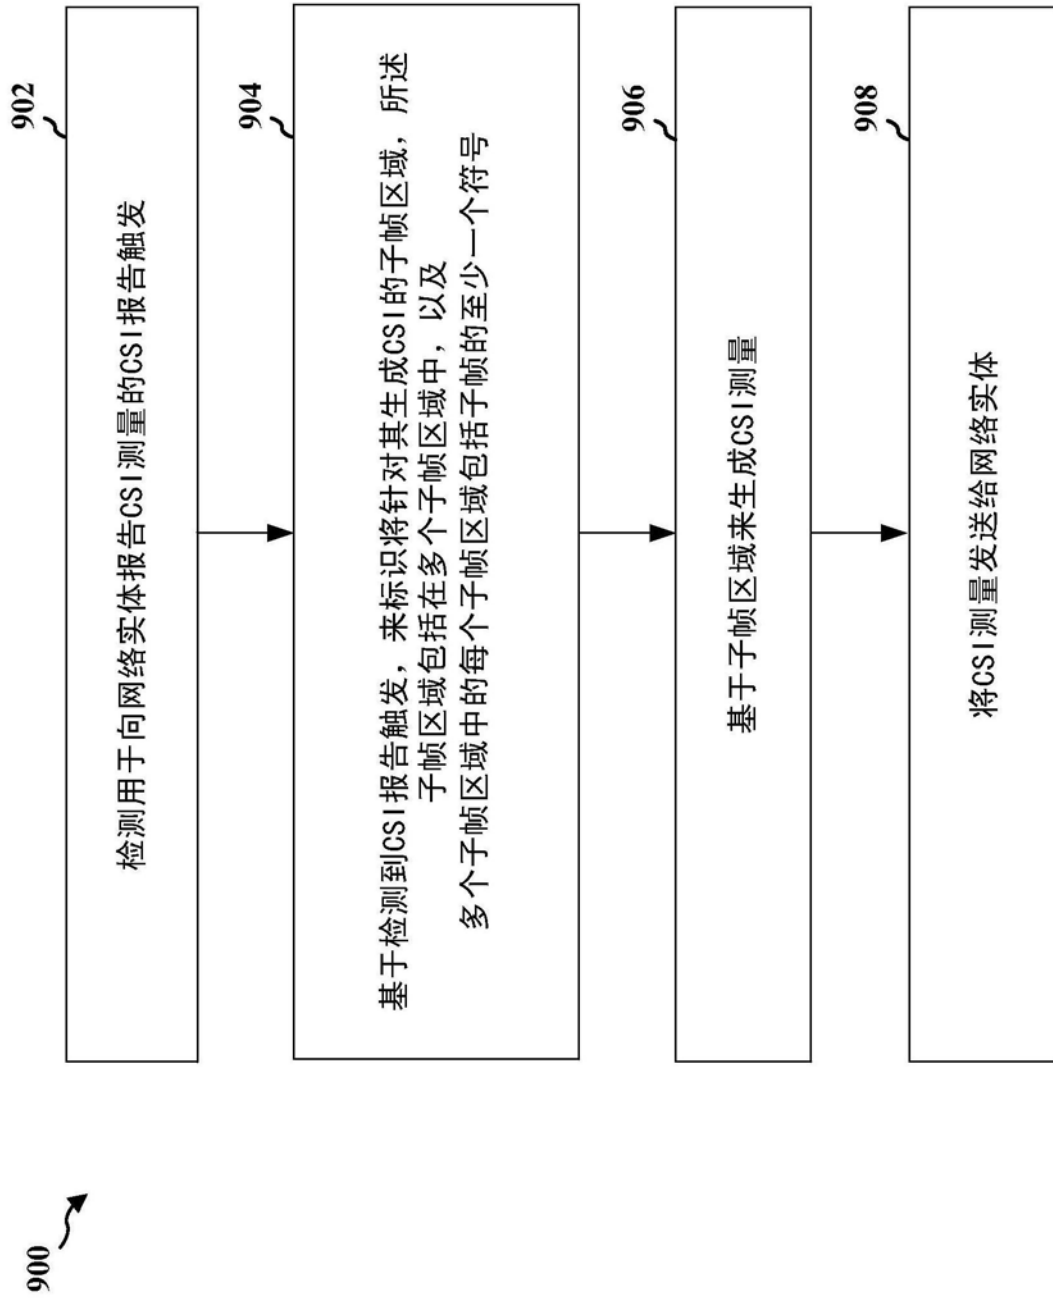 900
902
检测用于向网络实体报告CSI测量的CSI报告触发
904
基于检测到CSI报告触发，来标识将针对其生成CSI的子帧区域，所述
子帧区域包括在多个子帧区域中，以及
多个子帧区域中的每个子帧区域包括子帧的至少一个符号
906
基于子帧区域来生成CSI测量
908
将CSI测量发送给网络实体